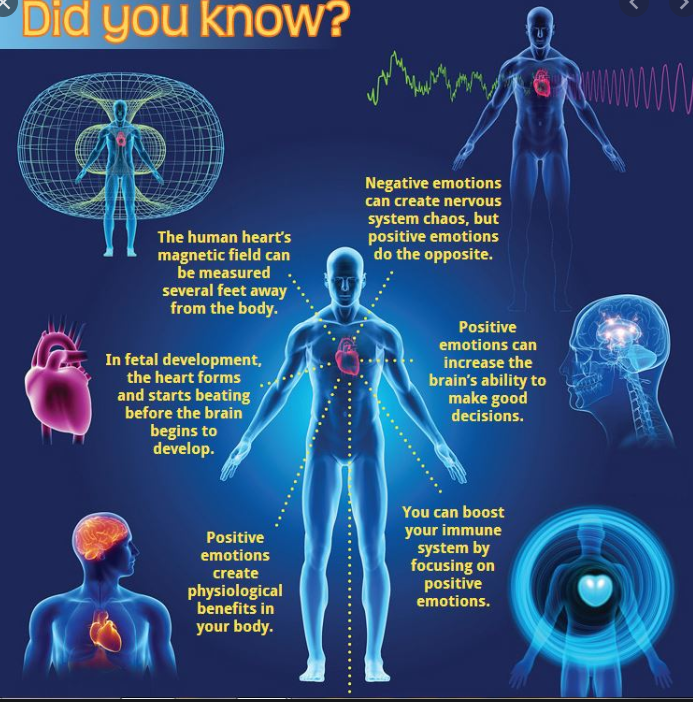 Did you know?
Negative emotions
can create nervous
system chaos, but
positive emotions
do the opposite.
The human heart's
magnetic field can
be measured
several feet away
from the body.
Positive
emotions can
increase the
brain's ability to
make good
decisions.
In fetal development,
the heart forms
and starts beating
before the brain
begins to
develop.
You can boost
your immune
system by
focusing on
positive
emotions.
Positive
emotions
create
physiological
benefits in
your body.